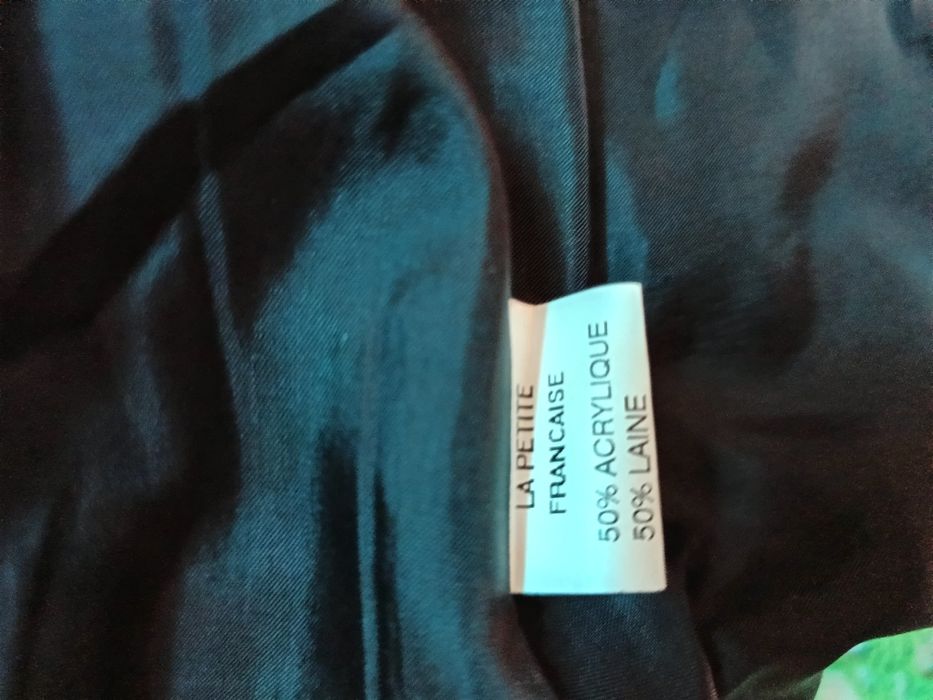 LA PETITE
FRANCAISE
50% ACRYLIQUE
50% LAINE